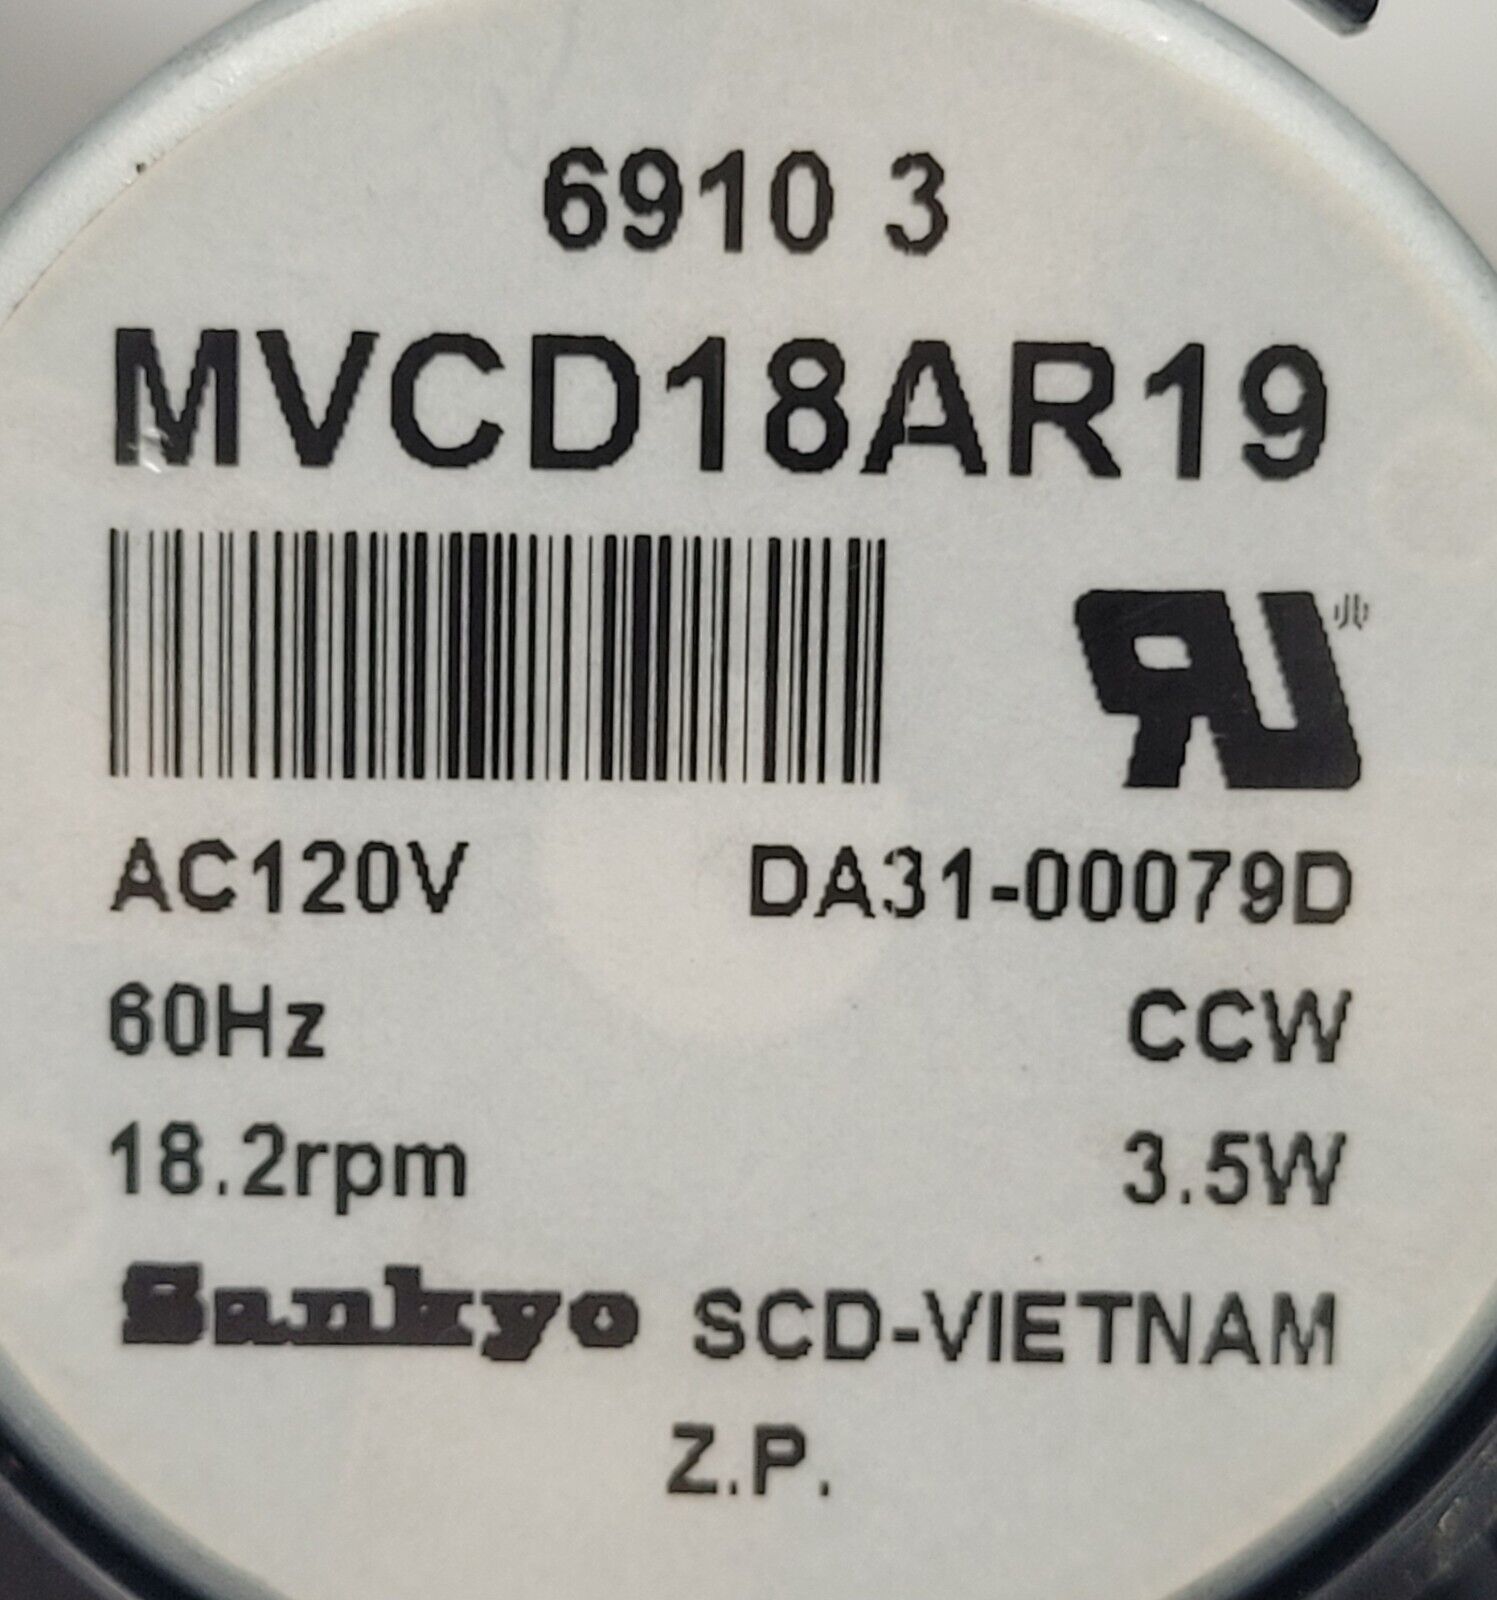 6910 3
MVCD18AR19
AC120V DA31-00079D
60Hz CCW
18.2rpm 3.5W
Sankyo SCD-VIETNAM
Z.P.